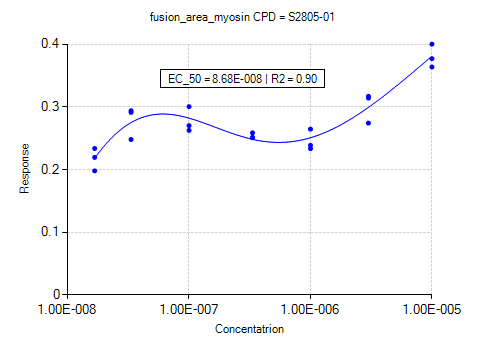 fusion_area_myosin CPD = S2805-01
0.4
EC_50 = 8.68E-008 | R2 = 0.90
0.3
Response
0.2
0.1
0
1.00E-008 1.00E-007 1.00E-006 1.00E-005
Concentatrion